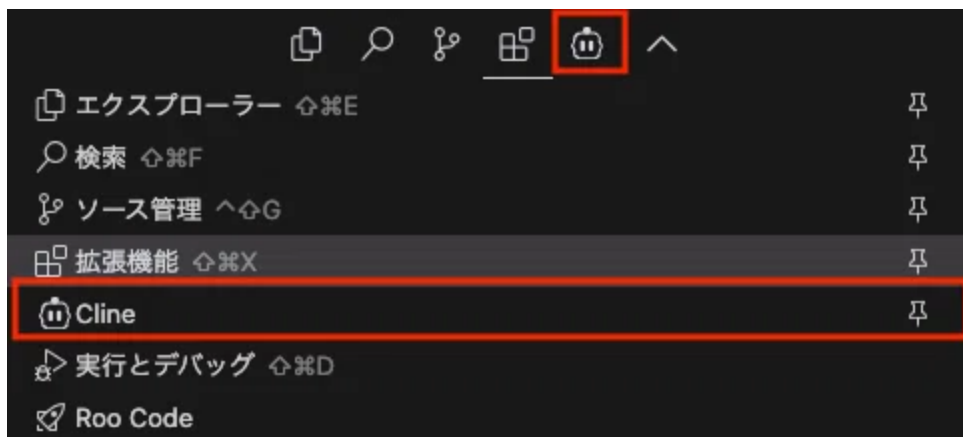 エクスプローラー ⇧⌘E
検索 ⇧⌘F
ソース管理 ^⇧G
拡張機能 ⇧⌘X
Cline
実行とデバッグ ⇧⌘D
Roo Code